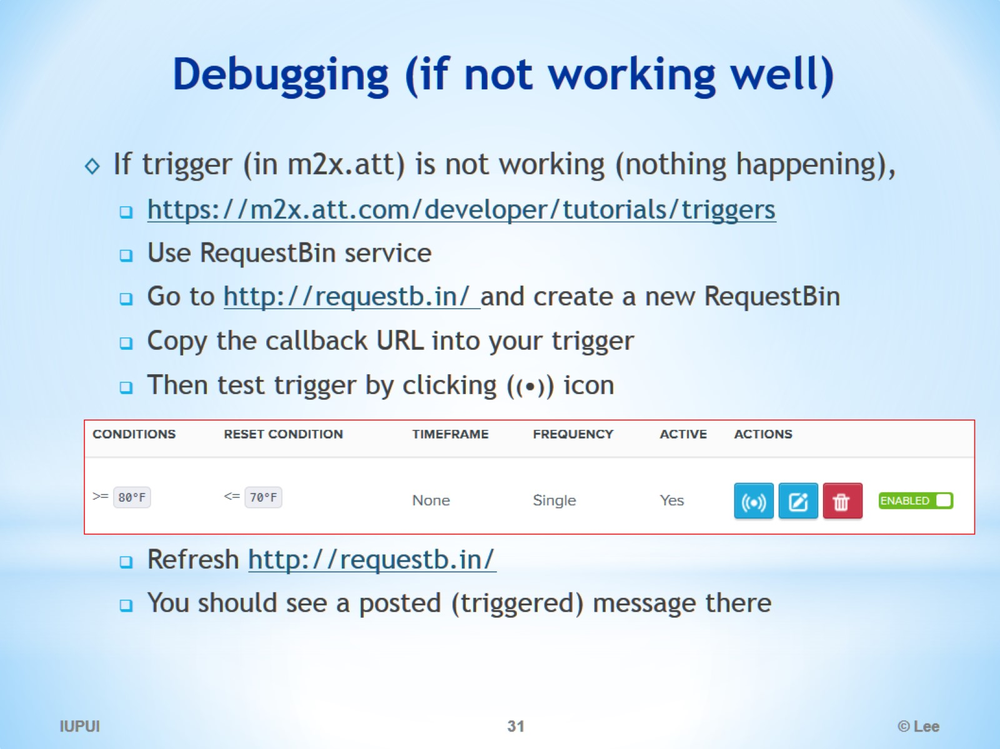 Debugging (if not working well)
If trigger (in m2x.att) is not working (nothing happening),
https://m2x.att.com/developer/tutorials/triggers
Use RequestBin service
Go to http://requestb.in/ and create a new RequestBin
Copy the callback URL into your trigger
Then test trigger by clicking ((•)) icon
CONDITIONS RESET CONDITION TIMEFRAME FREQUENCY ACTIVE ACTIONS
>= 80°F <= 70°F None Single Yes ENABLED
Refresh http://requestb.in/
You should see a posted (triggered) message there
IUPUI 31 © Lee